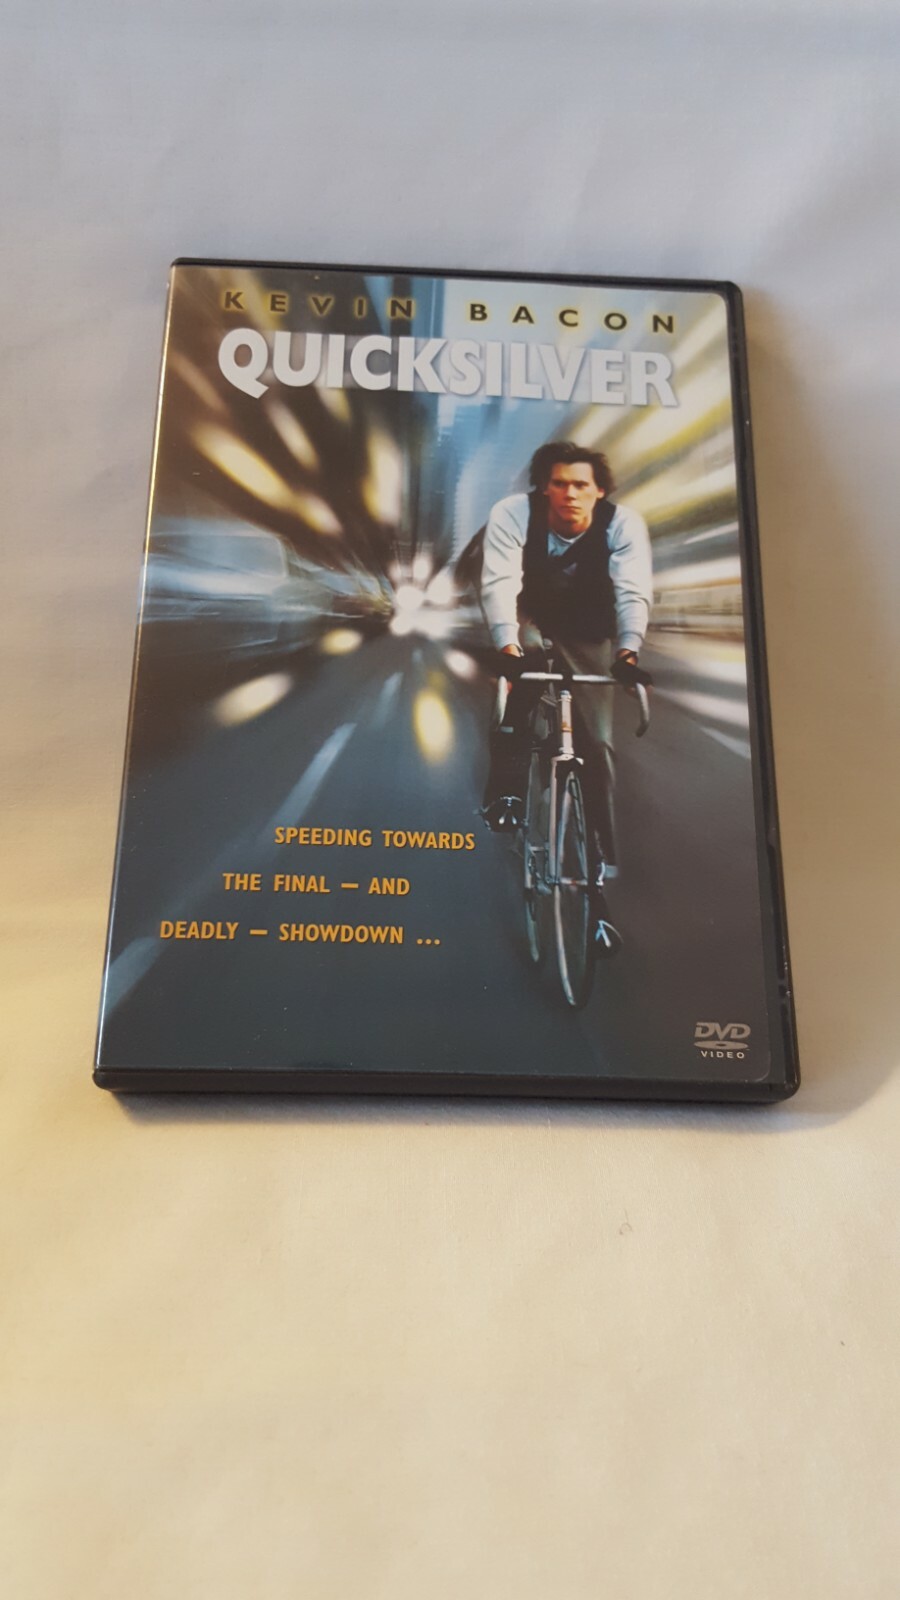 KEVIN BACON
QUICKSILVER
SPEEDING TOWARDS
THE FINAL — AND
DEADLY — SHOWDOWN ...
DVD
VIDEO